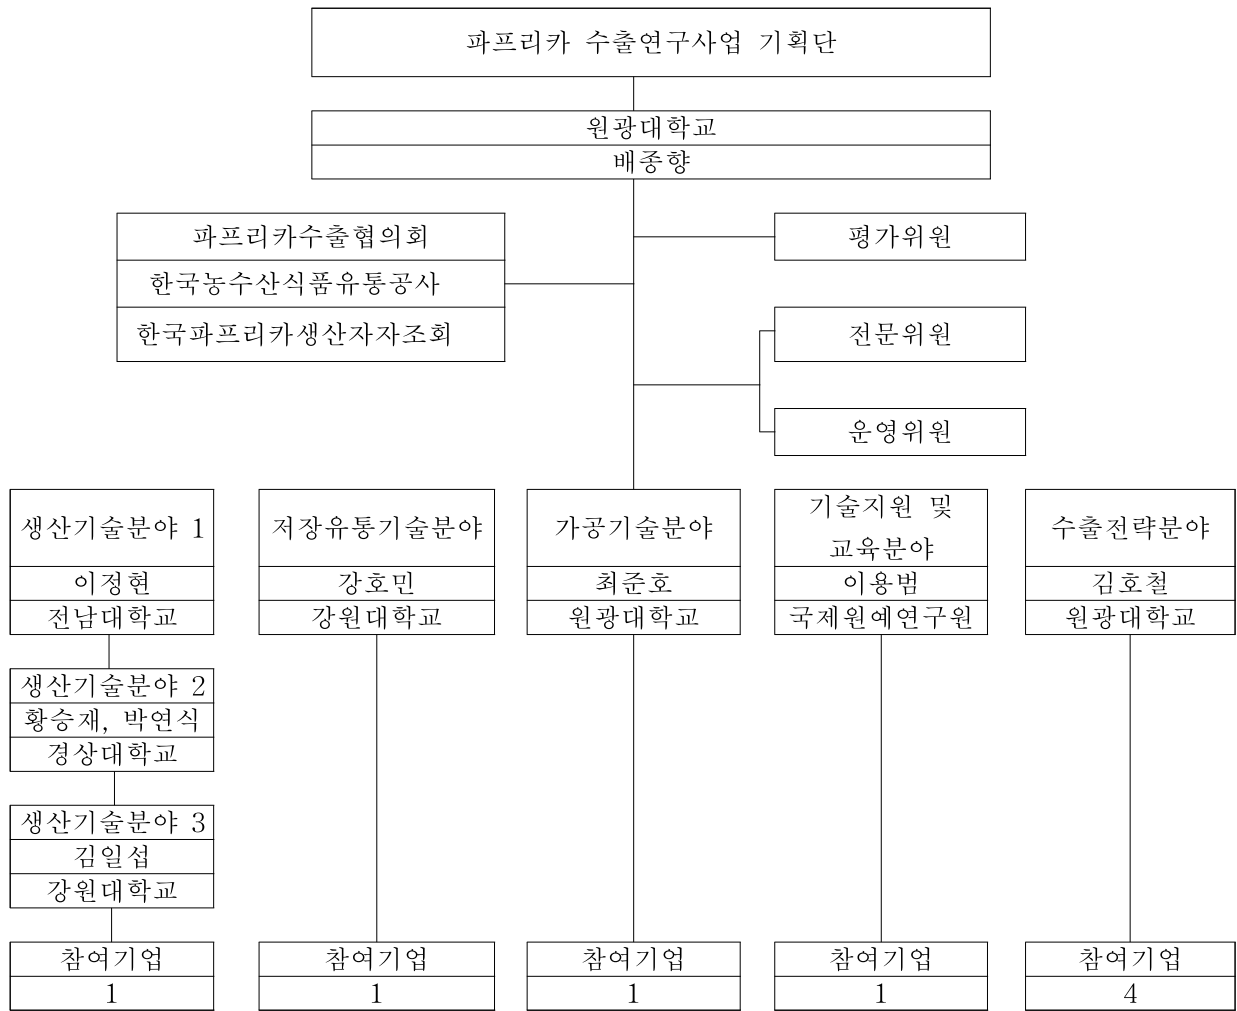 파프리카 수출연구사업 기획단
원광대학교
배종향
파프리카수출협의회
한국농수산식품유통공사
한국파프리카생산자자조회
평가위원
전문위원
운영위원
생산기술분야 1
이정현
전남대학교
생산기술분야 2
황승재, 박연식
경상대학교
생산기술분야 3
김일섭
강원대학교
참여기업
1
저장유통기술분야
강호민
강원대학교
참여기업
1
가공기술분야
최준호
원광대학교
참여기업
1
기술지원 및
교육분야
이용범
국제원예연구원
참여기업
1
수출전략분야
김호철
원광대학교
참여기업
4